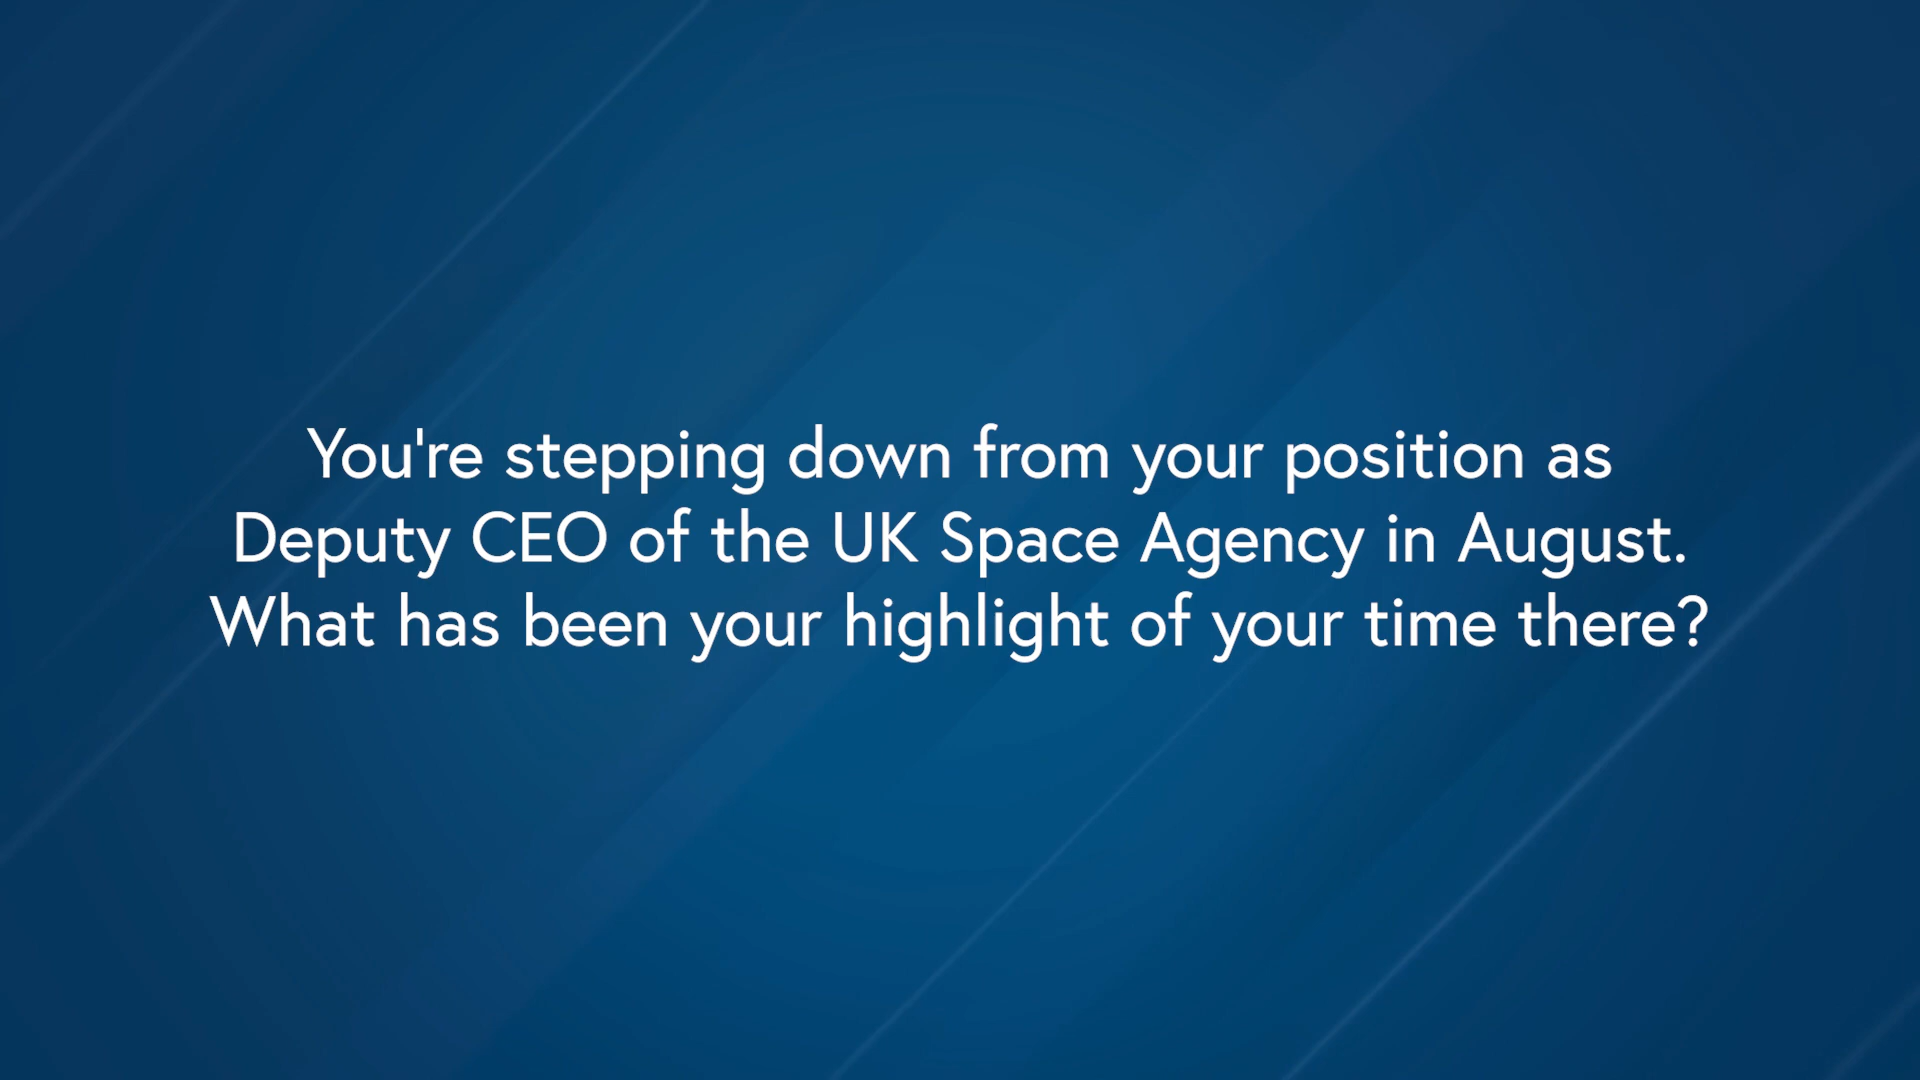 You're stepping down from your position as
Deputy CEO of the UK Space Agency in August.
What has been your highlight of your time there?